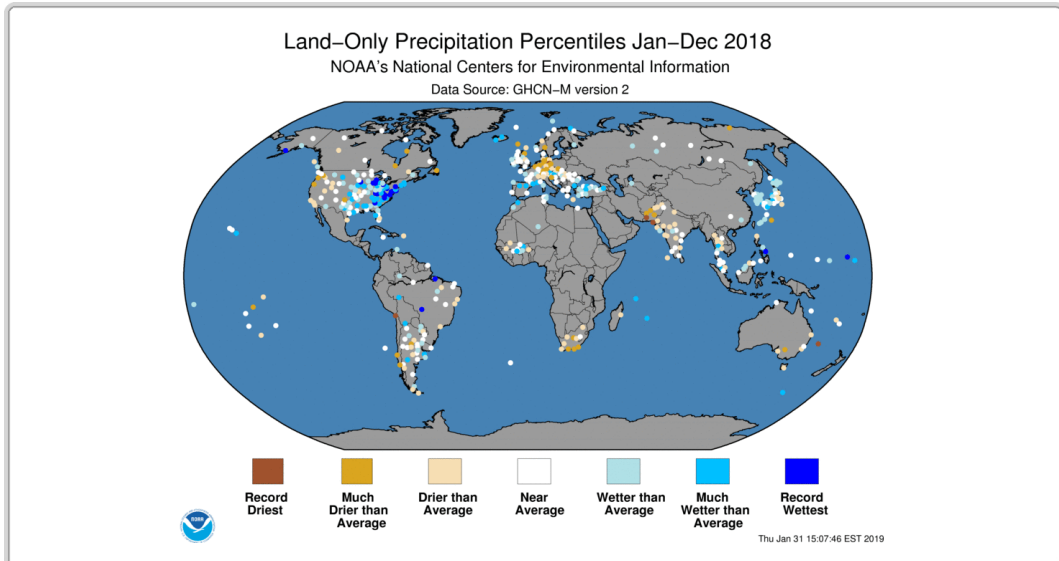 Land-Only Precipitation Percentiles Jan-Dec 2018
NOAA's National Centers for Environmental Information
Data Source: GHCN-M version 2
Record
Driest
Much
Drier than
Average
Drier than
Average
Near
Average
Wetter than
Average
Much
Wetter than
Average
Record
Wettest
NOAA
Thu Jan 31 15:07:46 EST 2019